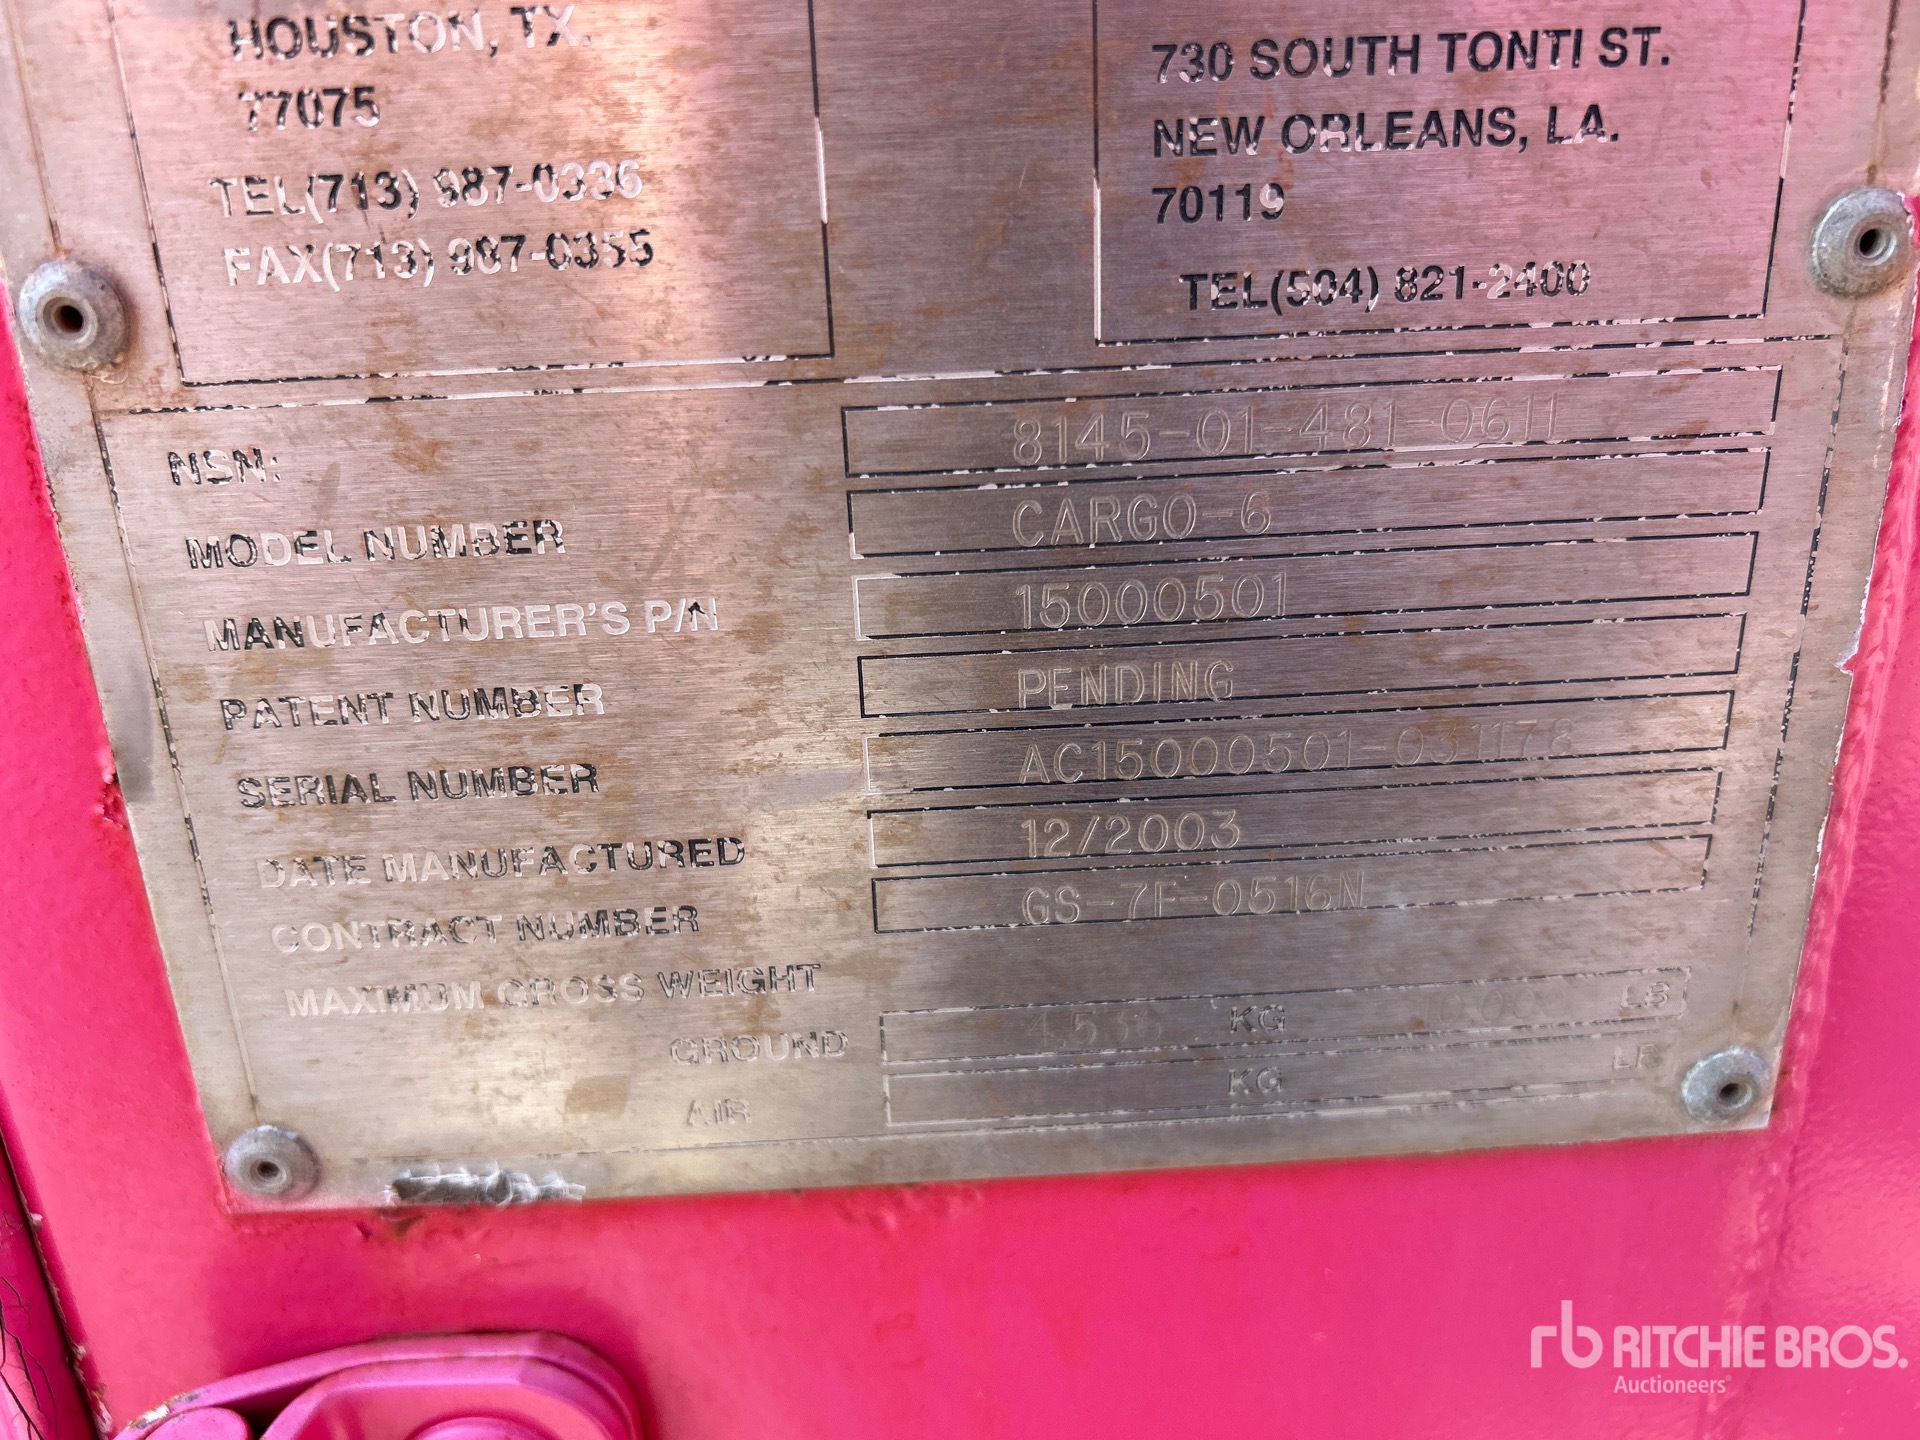 HOUSTON, TX.
77075
TEL(713) 987-0336
FAX(713) 987-0355
730 SOUTH TONTI ST.
NEW ORLEANS, LA.
70119
TEL(504) 821-2400
NSN: 8145-01-481-0611
MODEL NUMBER CARGO-6
MANUFACTURER'S P/N 15000501
PATENT NUMBER PENDING
SERIAL NUMBER AC15000501-031178
DATE MANUFACTURED 12/2003
CONTRACT NUMBER GS-7F-0516N
MAXIMUM GROSS WEIGHT
GROUND KG LB
AIR KG LB
rb RITCHIE BROS.
Auctioneers